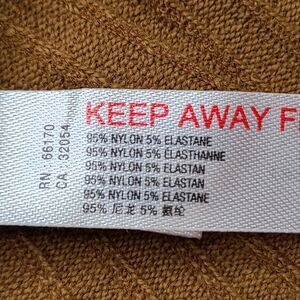 KEEP AWAY F
RN 66170
CA 32054
95% NYLON 5% ELASTANE
95% NYLON 5% ELASTHANNE
95% NYLON 5% ELASTAN
95% NYLON 5% ELASTAN
95% NYLON 5% ELASTANE
95% 尼龙 5% 氨纶